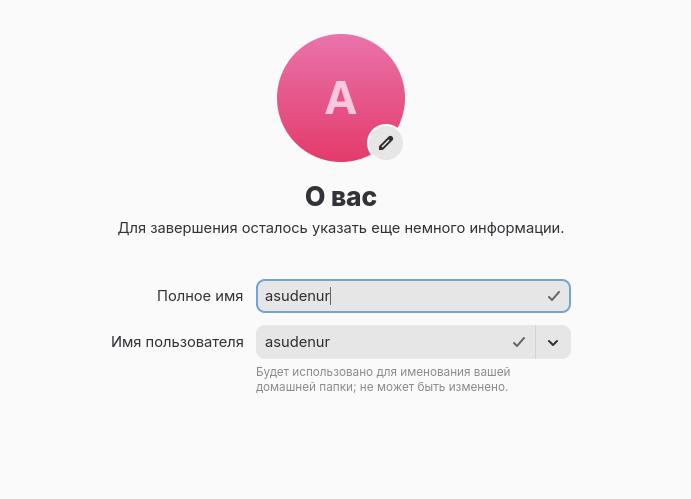 A
О вас
Для завершения осталось указать еще немного информации.
Полное имя asudenur
Имя пользователя asudenur
Будет использовано для именования вашей
домашней папки; не может быть изменено.